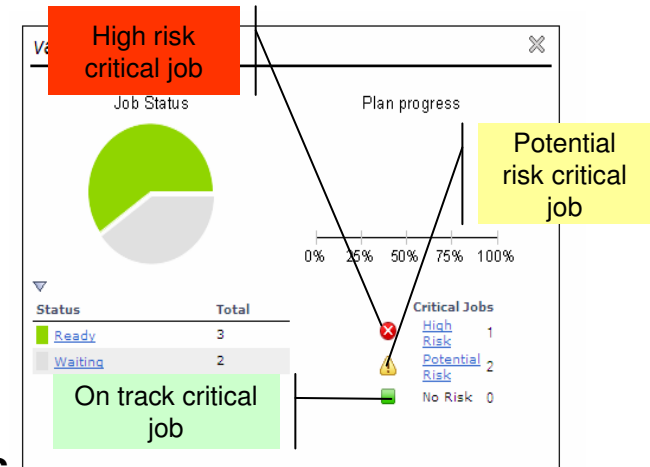 High risk
critical job
Job Status
Plan progress
Potential
risk critical
job
0% 25% 50% 75% 100%
Status Total
Critical Jobs
Ready 3
High
Risk 1
Waiting 2
Potential
Risk 2
No Risk 0
On track critical
job